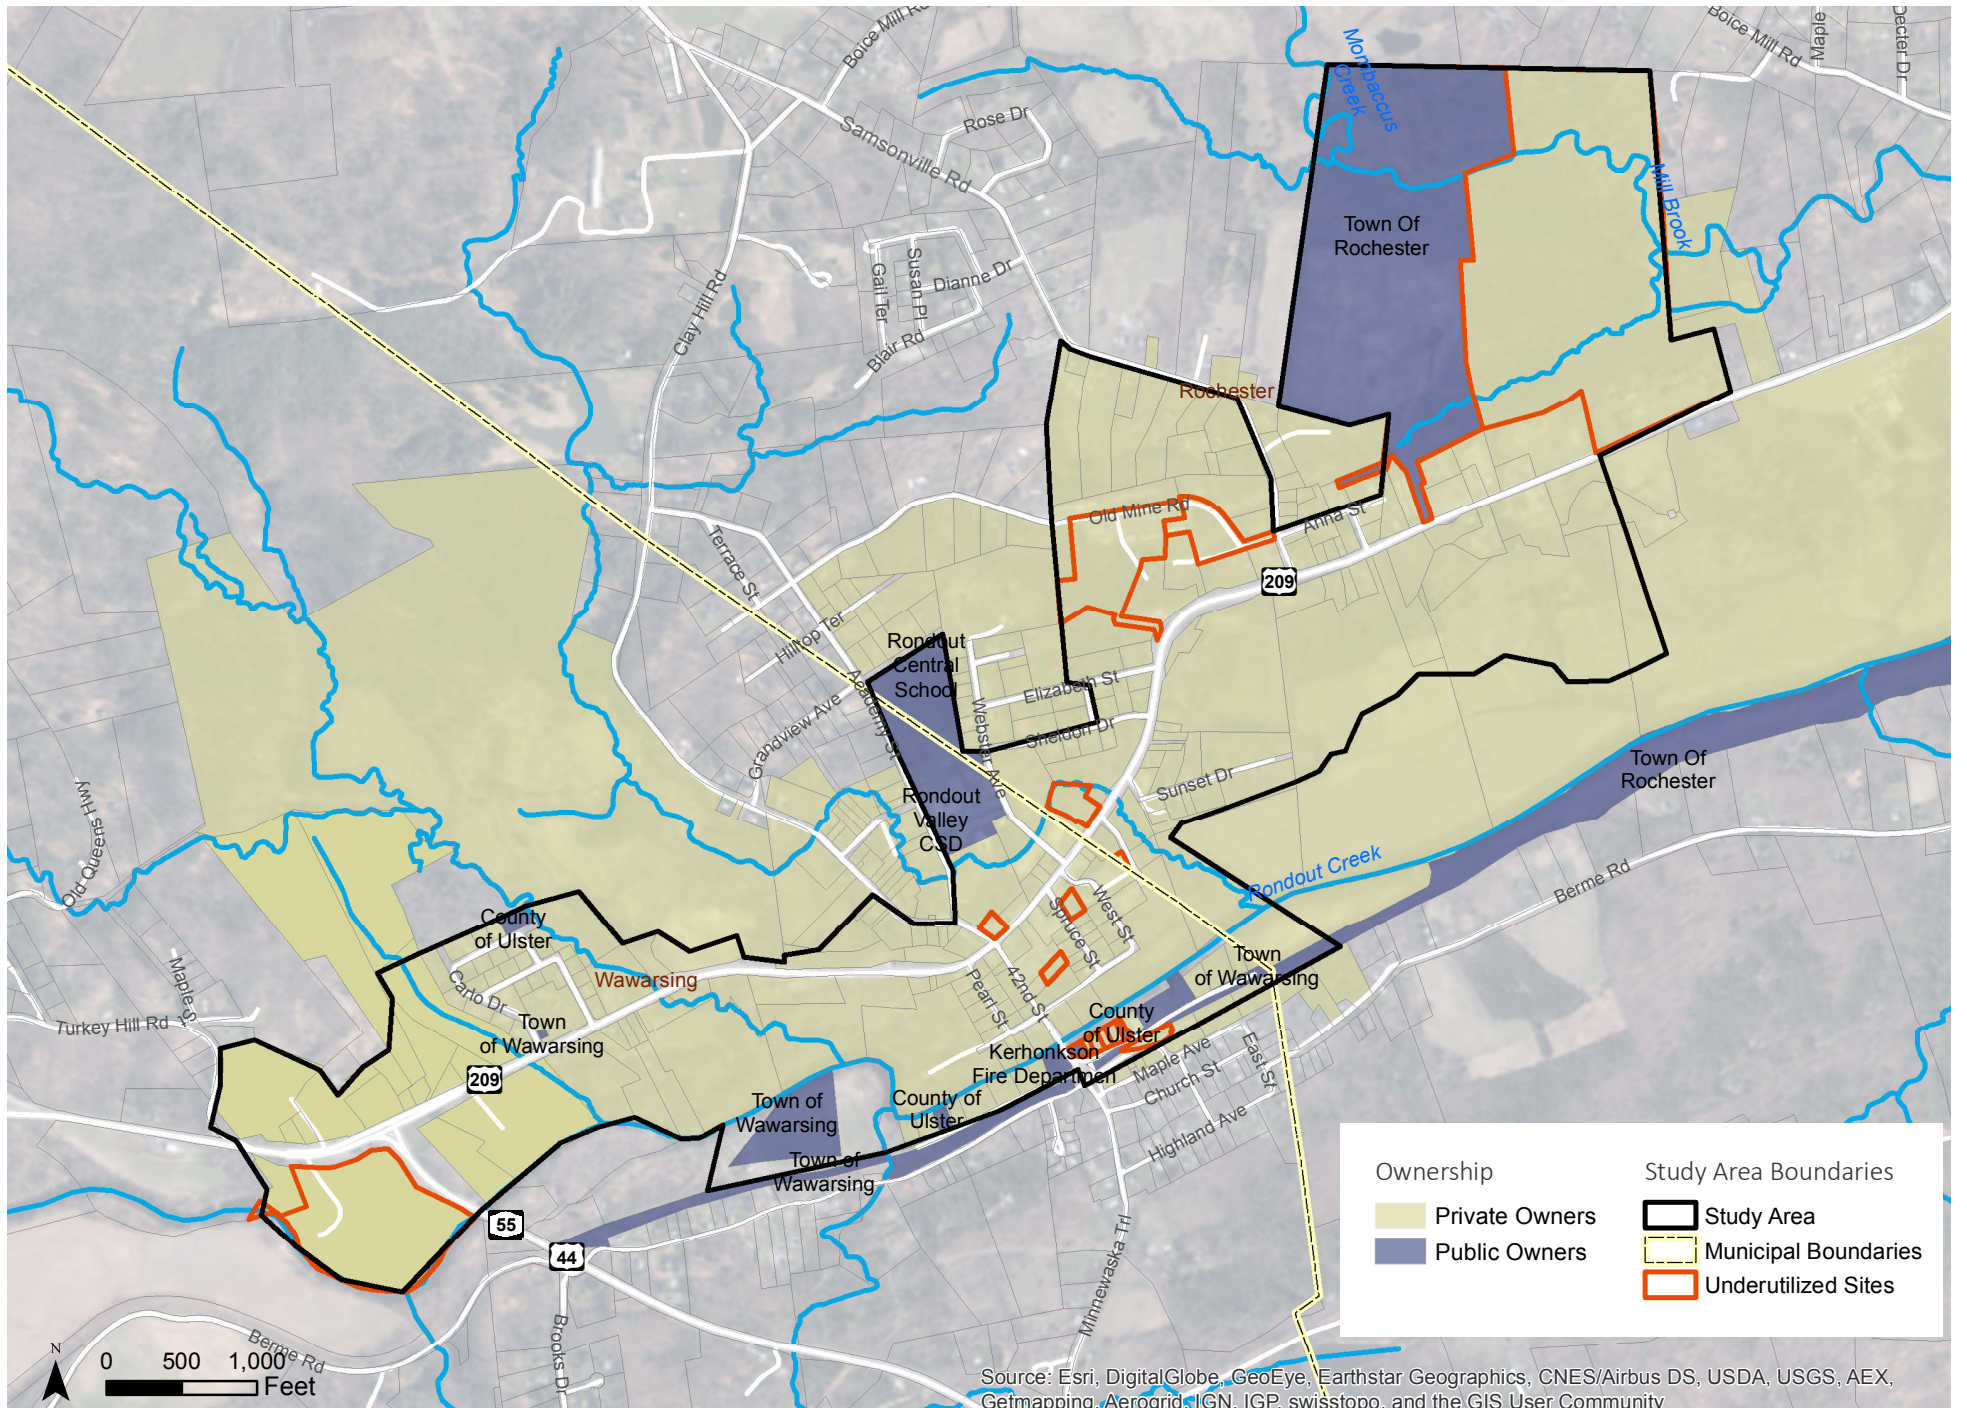 Boice Mill Rd
Boice Mill Rd
Maple
Decter Dr
Mombaccus
Creek
Rose Dr
Samsonville Rd
Mill Brook
Town Of
Rochester
Gail Ter
Susan Pl
Dianne Dr
Blair Rd
Clay Hill Rd
Rochester
Old Mine Rd
Anna St
209
Terrace St
Hilltop Ter
Rondout
Central
School
Elizabeth St
Webster Ave
Sheldon Dr
Academy St
Grandview Ave
Town Of
Rochester
Sunset Dr
Rondout
Valley
CSD
Old Queens Hwy
Rondout Creek
Berme Rd
County
of Ulster
West St
Spruce St
Town
of Wawarsing
Wawarsing
Carlo Dr
Maple St
Pearl St
42nd St
Turkey Hill Rd
Town
of Wawarsing
County
of Ulster
Kerhonkson
Fire Departmen
Maple Ave
East St
Church St
209
Town of
Wawarsing
County of
Ulster
Highland Ave
Town of
Wawarsing
55
44
Minnewaska Trl
Brooks Dr
Berme Rd
Ownership
Private Owners
Public Owners
Study Area Boundaries
Study Area
Municipal Boundaries
Underutilized Sites
N
0 500 1,000
Feet
Source: Esri, DigitalGlobe, GeoEye, Earthstar Geographics, CNES/Airbus DS, USDA, USGS, AEX,
Getmapping, Aerogrid, IGN, IGP, swisstopo, and the GIS User Community